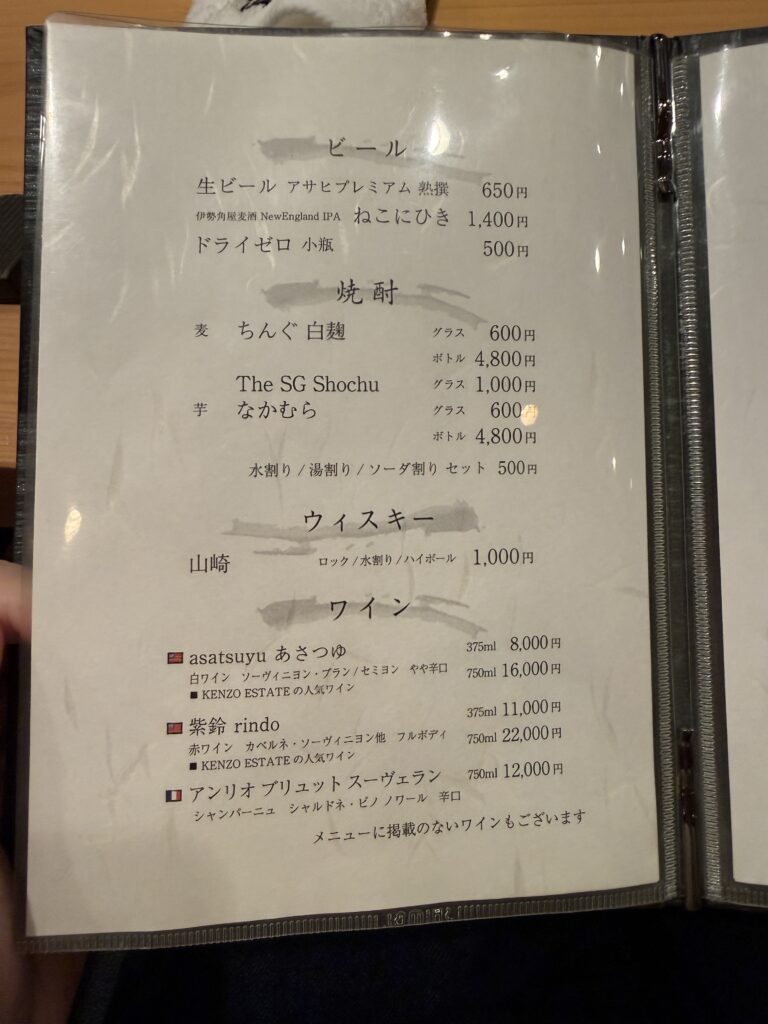 ビール
生ビール アサヒプレミアム 熟撰 650円
伊勢角屋麦酒 NewEngland IPA ねこにひき 1,400円
ドライゼロ 小瓶 500円
焼酎
麦 ちんぐ 白麹 グラス 600円
ボトル 4,800円
The SG Shochu グラス 1,000円
芋 なかむら グラス 600円
ボトル 4,800円
水割り / 湯割り / ソーダ割り セット 500円
ウィスキー
山崎 ロック / 水割り / ハイボール 1,000円
ワイン
asatsuyu あさつゆ 375ml 8,000円
白ワイン ソーヴィニヨン・ブラン / セミヨン やや辛口 750ml 16,000円
■ KENZO ESTATE の人気ワイン
紫鈴 rindo 375ml 11,000円
赤ワイン カベルネ・ソーヴィニヨン他 フルボディ 750ml 22,000円
■ KENZO ESTATE の人気ワイン
アンリオ ブリュット スーヴェラン 750ml 12,000円
シャンパーニュ シャルドネ・ピノ ノワール 辛口
メニューに掲載のないワインもございます